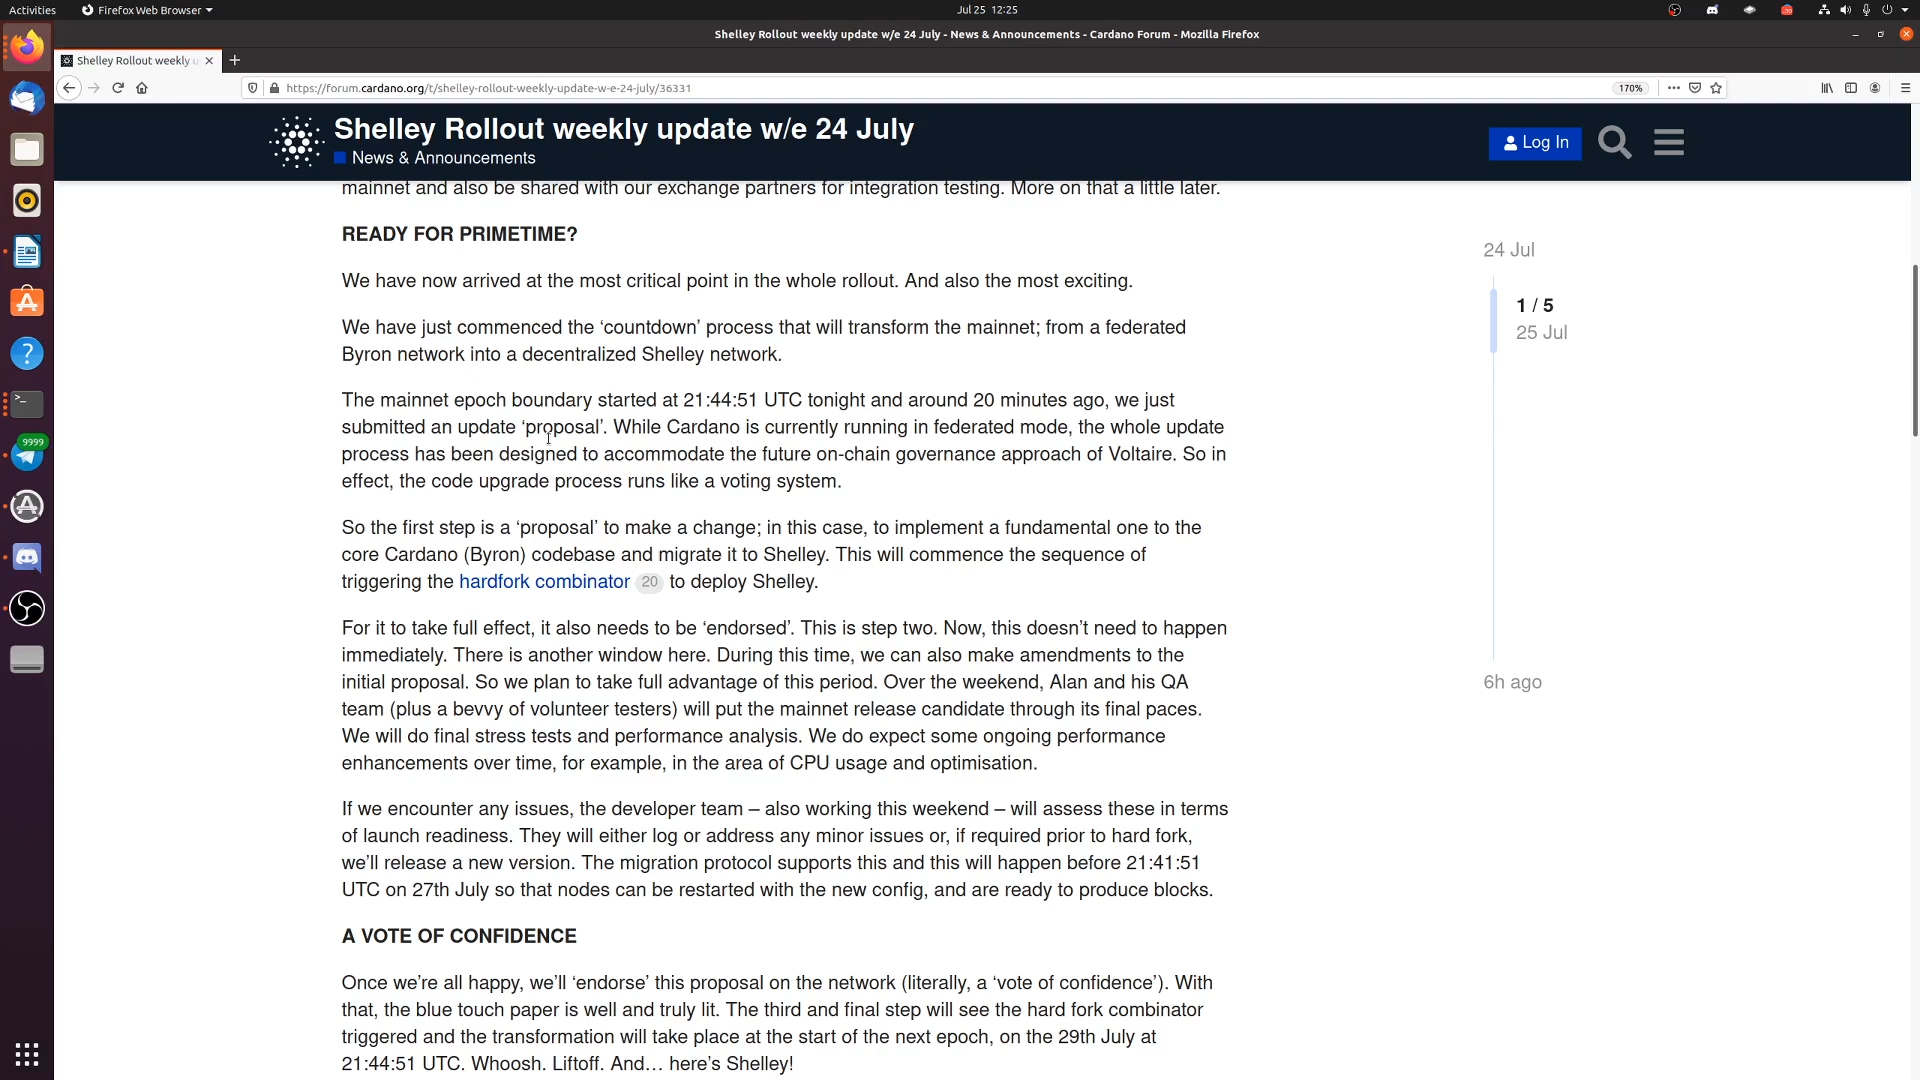 Activities
Firefox Web Browser
Jul 25 12:25
Shelley Rollout weekly update w/e 24 July - News & Announcements - Cardano Forum - Mozilla Firefox
Shelley Rollout weekly u
https://forum.cardano.org/t/shelley-rollout-weekly-update-w-e-24-july/36331
170%
Shelley Rollout weekly update w/e 24 July
News & Announcements
Log In
mainnet and also be shared with our exchange partners for integration testing. More on that a little later.
READY FOR PRIMETIME?
We have now arrived at the most critical point in the whole rollout. And also the most exciting.
We have just commenced the ‘countdown’ process that will transform the mainnet; from a federated
Byron network into a decentralized Shelley network.
The mainnet epoch boundary started at 21:44:51 UTC tonight and around 20 minutes ago, we just
submitted an update ‘proposal’. While Cardano is currently running in federated mode, the whole update
process has been designed to accommodate the future on-chain governance approach of Voltaire. So in
effect, the code upgrade process runs like a voting system.
So the first step is a ‘proposal’ to make a change; in this case, to implement a fundamental one to the
core Cardano (Byron) codebase and migrate it to Shelley. This will commence the sequence of
triggering the hardfork combinator 20 to deploy Shelley.
For it to take full effect, it also needs to be ‘endorsed’. This is step two. Now, this doesn’t need to happen
immediately. There is another window here. During this time, we can also make amendments to the
initial proposal. So we plan to take full advantage of this period. Over the weekend, Alan and his QA
team (plus a bevvy of volunteer testers) will put the mainnet release candidate through its final paces.
We will do final stress tests and performance analysis. We do expect some ongoing performance
enhancements over time, for example, in the area of CPU usage and optimisation.
If we encounter any issues, the developer team – also working this weekend – will assess these in terms
of launch readiness. They will either log or address any minor issues or, if required prior to hard fork,
we’ll release a new version. The migration protocol supports this and this will happen before 21:41:51
UTC on 27th July so that nodes can be restarted with the new config, and are ready to produce blocks.
A VOTE OF CONFIDENCE
Once we’re all happy, we’ll ‘endorse’ this proposal on the network (literally, a ‘vote of confidence’). With
that, the blue touch paper is well and truly lit. The third and final step will see the hard fork combinator
triggered and the transformation will take place at the start of the next epoch, on the 29th July at
21:44:51 UTC. Whoosh. Liftoff. And… here’s Shelley!
24 Jul
1 / 5
25 Jul
6h ago
9999